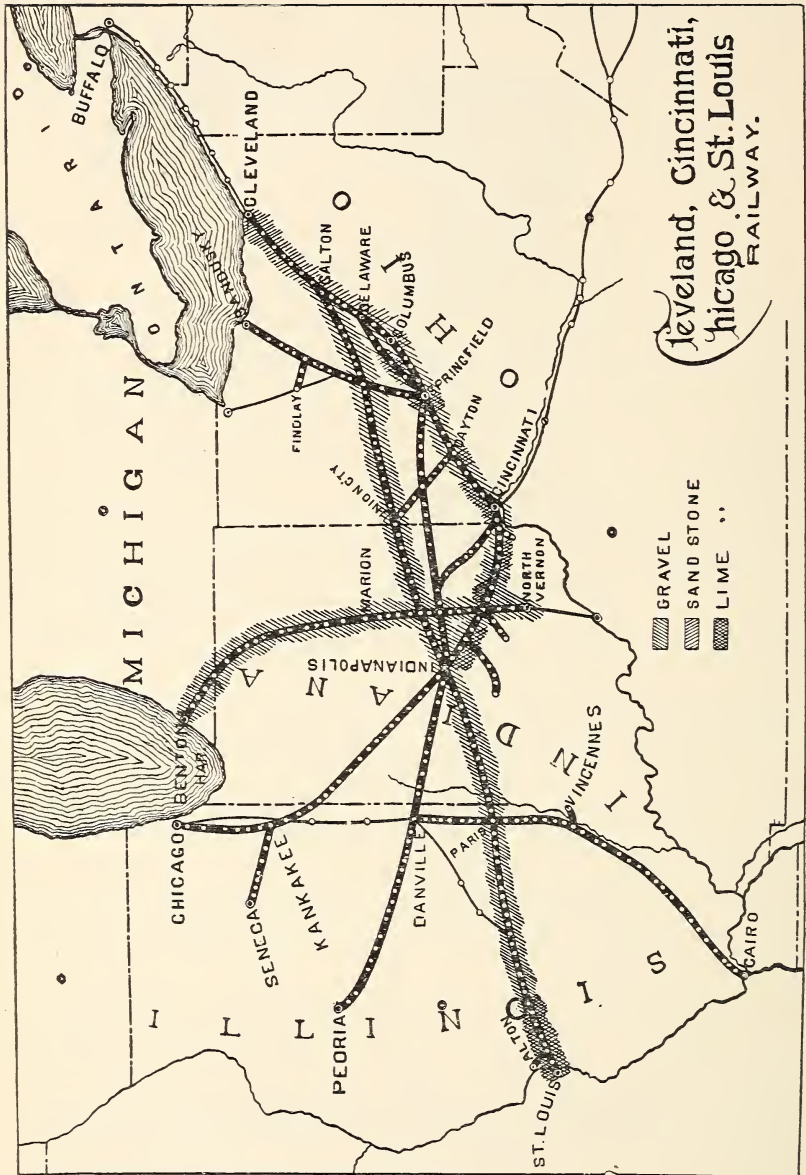 Cleveland, Cincinnati,
Chicago & St. Louis
RAILWAY.
GRAVEL
SAND STONE
LIME ,,
MICHIGAN
ONTARI
OHIO
INDIANA
ILLINOIS
BUFFALO
CLEVELAND
SANDUSKY
GALTON
DELAWARE
COLUMBUS
SPRINGFIELD
DAYTON
CINCINNATI
FINDLAY
UNION CITY
MARION
NORTH
VERNON
INDIANAPOLIS
BENTON
HAR.
CHICAGO
KANKAKEE
SENECA
PEORIA
DANVILLE
PARIS
VINCENNES
CAIRO
ALTON
ST. LOUIS